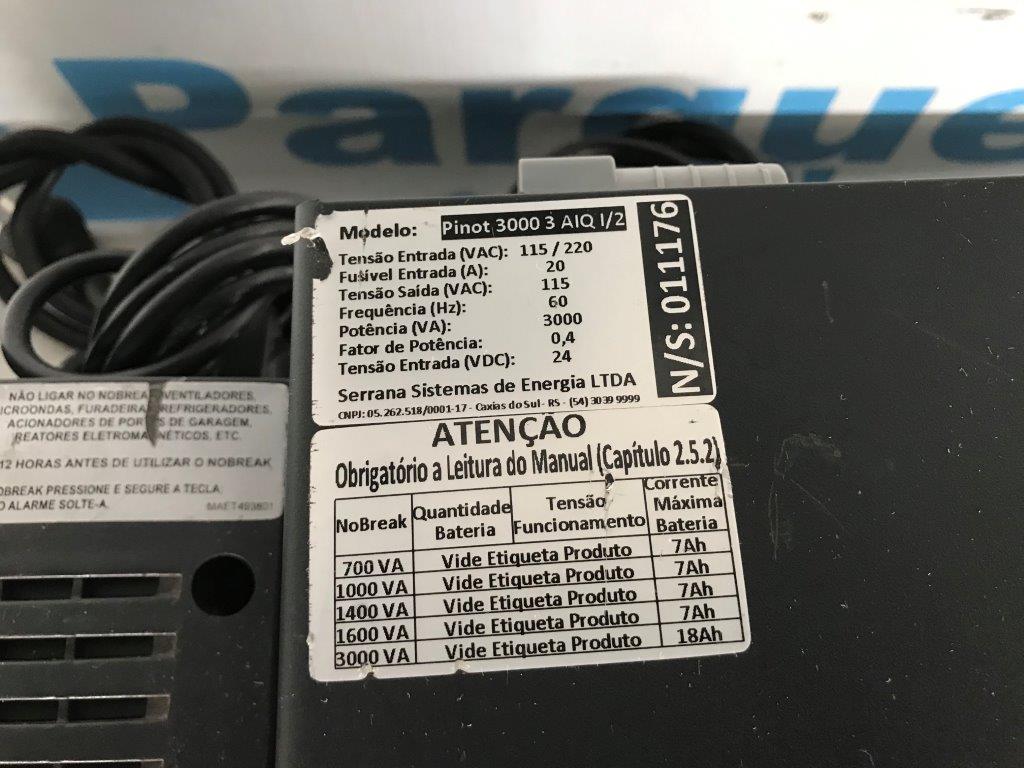 Parque
Modelo: Pinot 3000 3 AIQ I/2
Tensão Entrada (VAC): 115 / 220
Fusível Entrada (A): 20
Tensão Saída (VAC): 115
Frequência (Hz): 60
Potência (VA): 3000
Fator de Potência: 0,4
Tensão Entrada (VDC): 24
Serrana Sistemas de Energia LTDA
CNPJ: 05.262.518/0001-17 - Caxias do Sul - RS - (54) 3039 9999
N/S: 011176
ATENÇÃO
Obrigatório a Leitura do Manual (Capítulo 2.5.2)
NoBreak Quantidade Bateria Tensão Funcionamento Corrente Máxima Bateria
700 VA Vide Etiqueta Produto 7Ah
1000 VA Vide Etiqueta Produto 7Ah
1400 VA Vide Etiqueta Produto 7Ah
1600 VA Vide Etiqueta Produto 7Ah
3000 VA Vide Etiqueta Produto 18Ah
NÃO LIGAR NO NOBREAK VENTILADORES,
ICROONDAS, FURADEIRA, REFRIGERADORES,
ACIONADORES DE PORTÕES DE GARAGEM,
REATORES ELETROMAGNÉTICOS, ETC.
12 HORAS ANTES DE UTILIZAR O NOBREAK
OBREAK PRESSIONE E SEGURE A TECLA
O ALARME SOLTE-A.